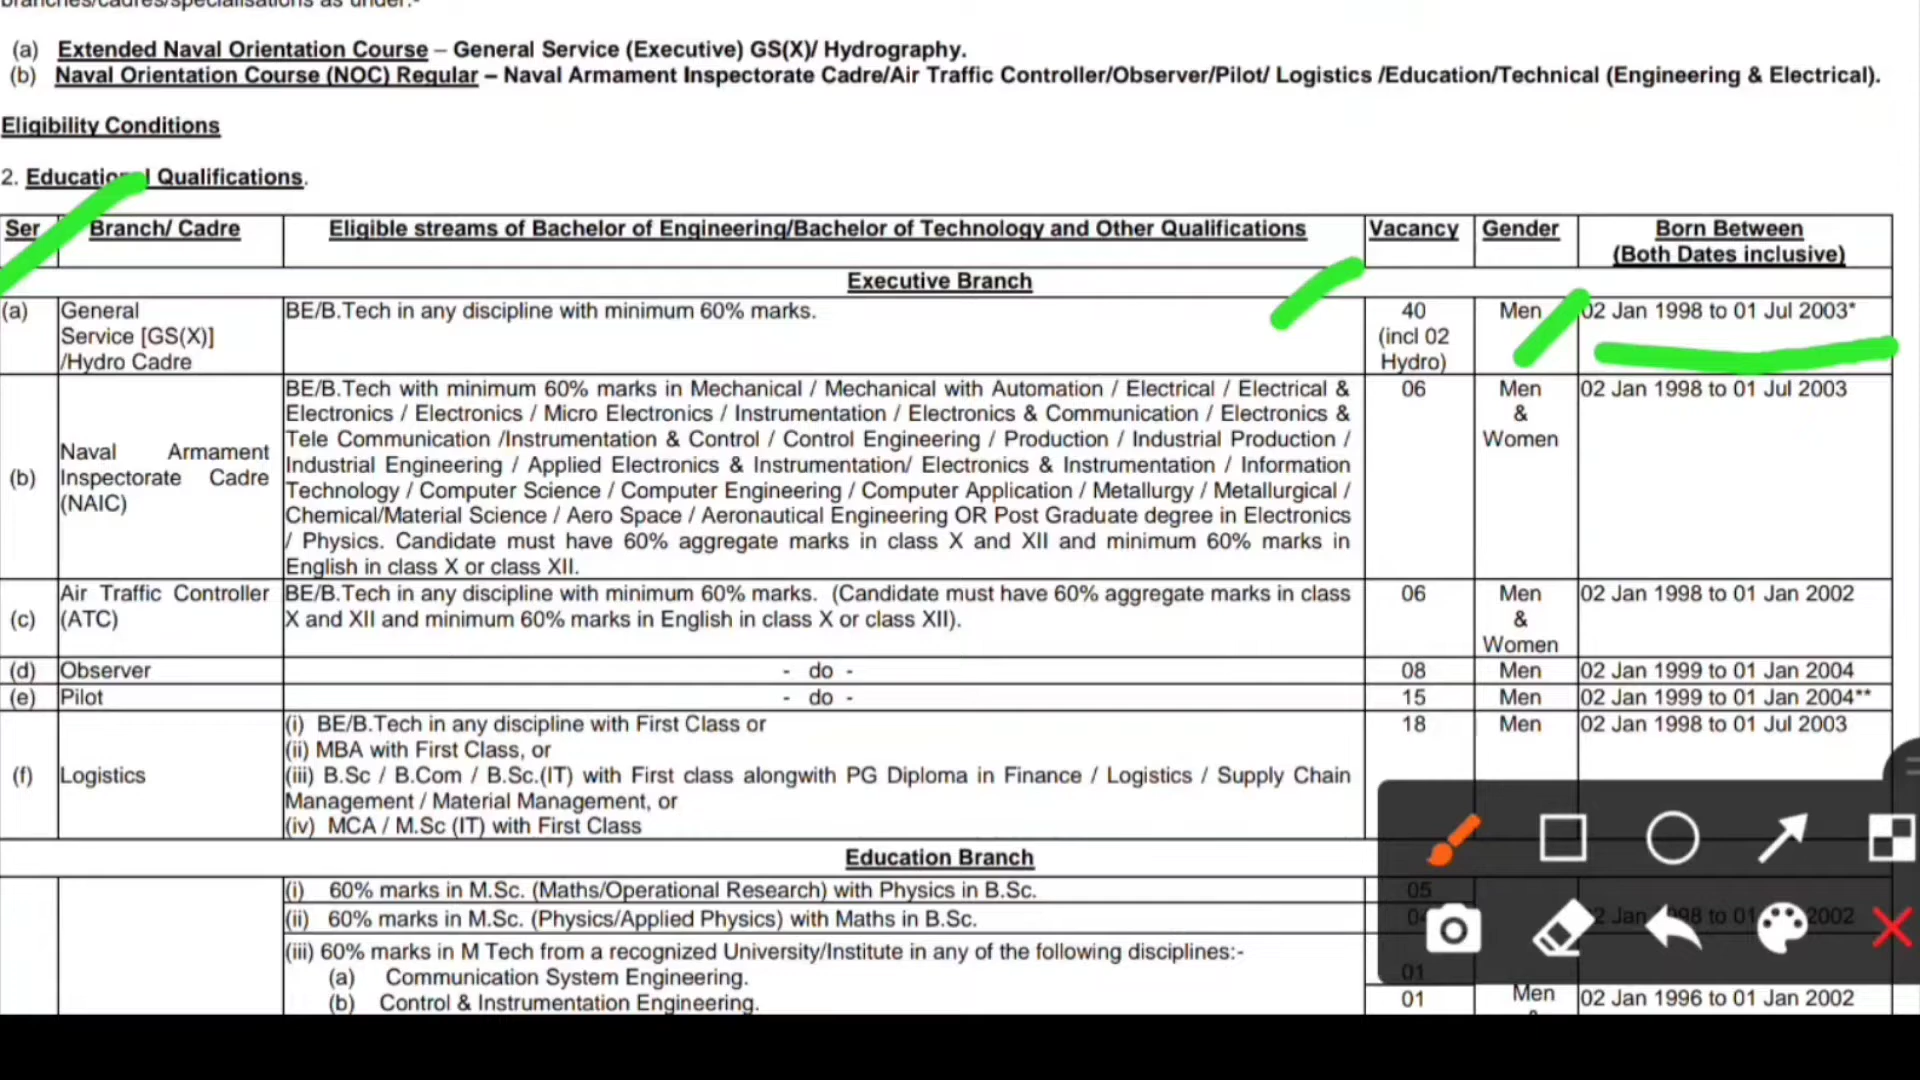 branches/cadres/specialisations as under:-
(a) Extended Naval Orientation Course – General Service (Executive) GS(X)/ Hydrography.
(b) Naval Orientation Course (NOC) Regular – Naval Armament Inspectorate Cadre/Air Traffic Controller/Observer/Pilot/ Logistics /Education/Technical (Engineering & Electrical).
Eligibility Conditions
2. Educational Qualifications.
Ser Branch/ Cadre Eligible streams of Bachelor of Engineering/Bachelor of Technology and Other Qualifications Vacancy Gender Born Between
(Both Dates inclusive)
Executive Branch
(a) General BE/B.Tech in any discipline with minimum 60% marks. 40 Men 02 Jan 1998 to 01 Jul 2003*
Service [GS(X)] (incl 02
/Hydro Cadre Hydro)
BE/B.Tech with minimum 60% marks in Mechanical / Mechanical with Automation / Electrical / Electrical & 06 Men 02 Jan 1998 to 01 Jul 2003
Electronics / Electronics / Micro Electronics / Instrumentation / Electronics & Communication / Electronics & &
Tele Communication /Instrumentation & Control / Control Engineering / Production / Industrial Production / Women
Naval Armament Industrial Engineering / Applied Electronics & Instrumentation/ Electronics & Instrumentation / Information
(b) Inspectorate Cadre Technology / Computer Science / Computer Engineering / Computer Application / Metallurgy / Metallurgical /
(NAIC) Chemical/Material Science / Aero Space / Aeronautical Engineering OR Post Graduate degree in Electronics
/ Physics. Candidate must have 60% aggregate marks in class X and XII and minimum 60% marks in
English in class X or class XII.
Air Traffic Controller BE/B.Tech in any discipline with minimum 60% marks. (Candidate must have 60% aggregate marks in class 06 Men 02 Jan 1998 to 01 Jan 2002
(c) (ATC) X and XII and minimum 60% marks in English in class X or class XII). &
Women
(d) Observer - do - 08 Men 02 Jan 1999 to 01 Jan 2004
(e) Pilot - do - 15 Men 02 Jan 1999 to 01 Jan 2004**
(i) BE/B.Tech in any discipline with First Class or 18 Men 02 Jan 1998 to 01 Jul 2003
(ii) MBA with First Class, or
(f) Logistics (iii) B.Sc / B.Com / B.Sc.(IT) with First class alongwith PG Diploma in Finance / Logistics / Supply Chain
Management / Material Management, or
(iv) MCA / M.Sc (IT) with First Class
Education Branch
(i) 60% marks in M.Sc. (Maths/Operational Research) with Physics in B.Sc. 05
(ii) 60% marks in M.Sc. (Physics/Applied Physics) with Maths in B.Sc. 2002
(iii) 60% marks in M Tech from a recognized University/Institute in any of the following disciplines:-
(a) Communication System Engineering. 01
(b) Control & Instrumentation Engineering. 01 Men 02 Jan 1996 to 01 Jan 2002